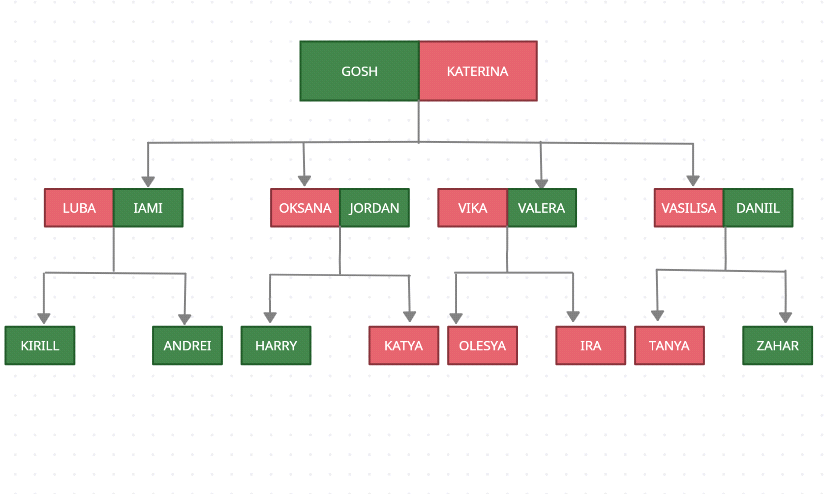 GOSH KATERINA
LUBA IAMI OKSANA JORDAN VIKA VALERA VASILISA DANIIL
KIRILL ANDREI HARRY KATYA OLESYA IRA TANYA ZAHAR